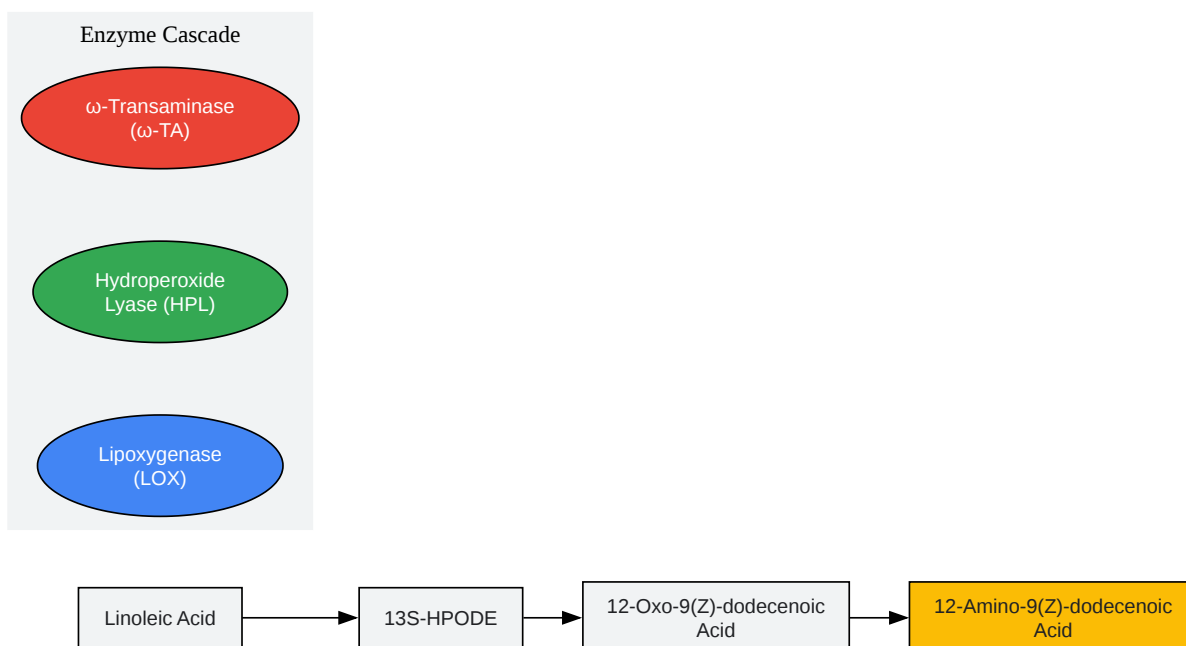 Enzyme Cascade
ω-Transaminase
(ω-TA)
Hydroperoxide
Lyase (HPL)
Lipoxygenase
(LOX)
Linoleic Acid
13S-HPODE
12-Oxo-9(Z)-dodecenoic
Acid
12-Amino-9(Z)-dodecenoic
Acid